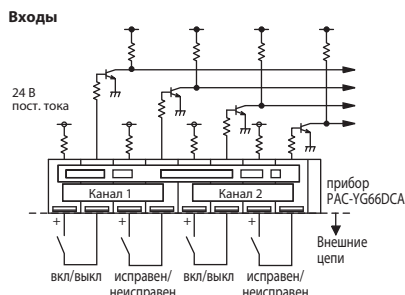 Входы
24 В
пост. тока
Канал 1
Канал 2
прибор
PAC-YG66DCA
+
+
+
+
Внешние
цепи
вкл/выкл
исправен/
неисправен
вкл/выкл
исправен/
неисправен